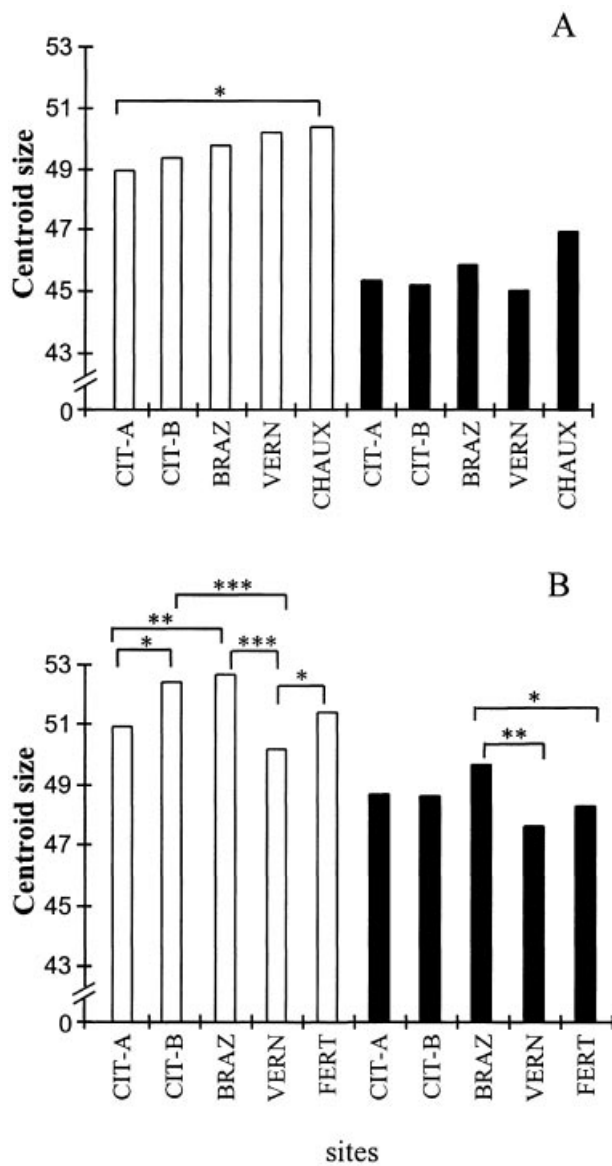 A
53
51
49
47
45
43
0
Centroid size
*
CIT-A
CIT-B
BRAZ
VERN
CHAUX
CIT-A
CIT-B
BRAZ
VERN
CHAUX
B
53
51
49
47
45
43
0
Centroid size
***
**
*
***
*
*
**
CIT-A
CIT-B
BRAZ
VERN
FERT
CIT-A
CIT-B
BRAZ
VERN
FERT
sites